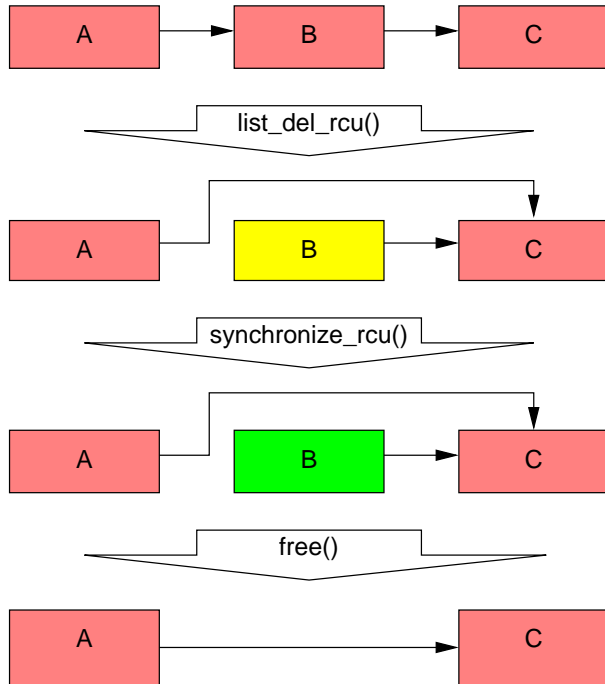 A B C
list_del_rcu()
A B C
synchronize_rcu()
A B C
free()
A C